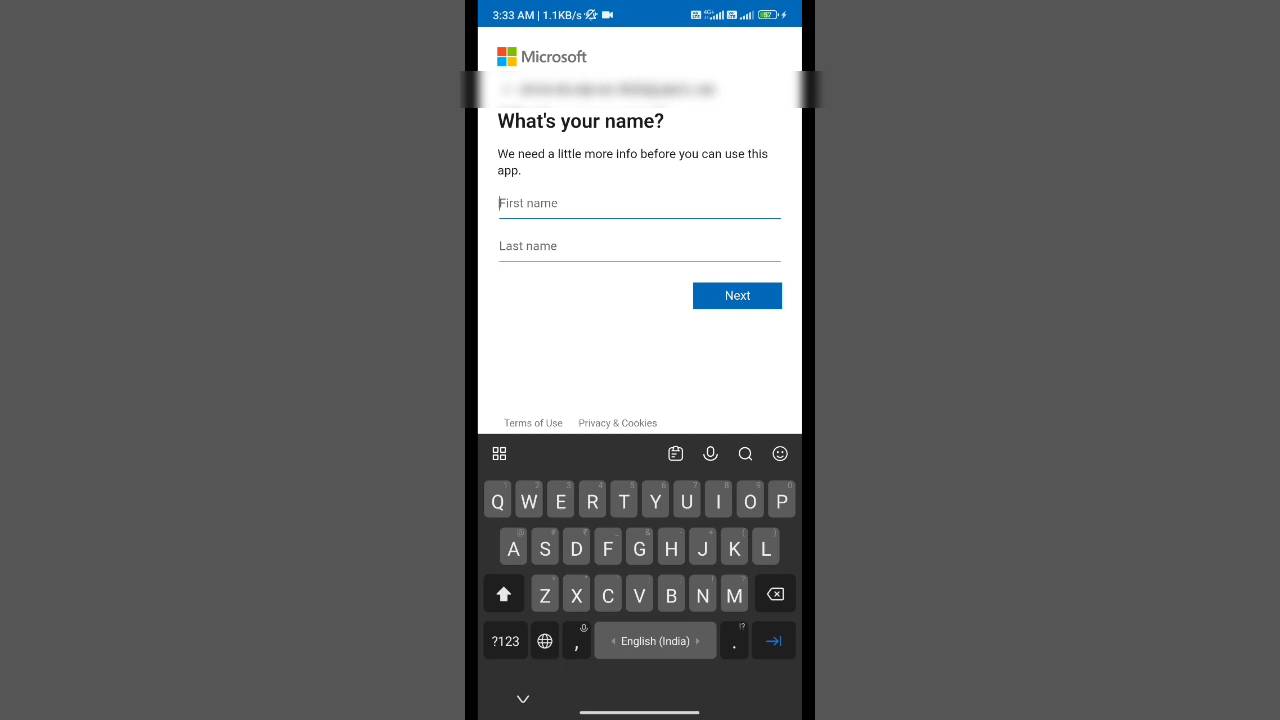 3:33 AM | 1.1KB/s
Microsoft
What's your name?
We need a little more info before you can use this
app.
First name
Last name
Next
Terms of Use Privacy & Cookies
Q W E R T Y U I O P
A S D F G H J K L
Z X C V B N M
?123 , English (India) .